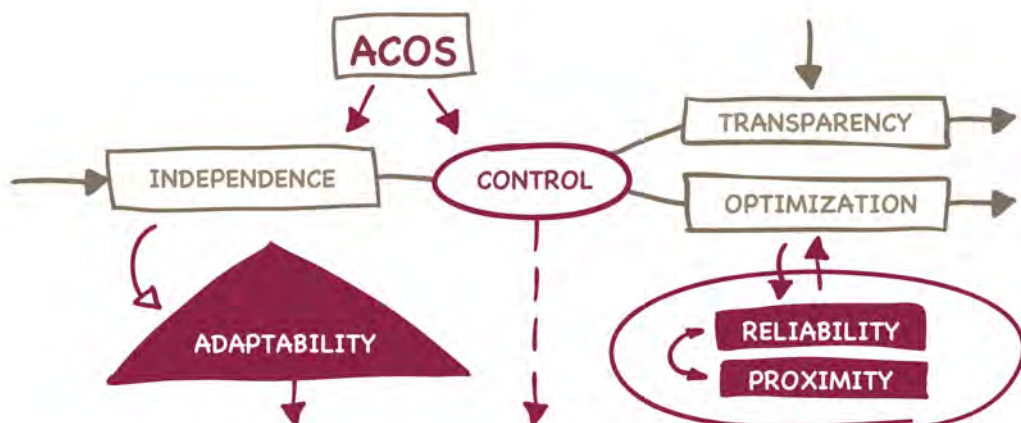 ACOS
TRANSPARENCY
INDEPENDENCE
CONTROL
OPTIMIZATION
ADAPTABILITY
RELIABILITY
PROXIMITY